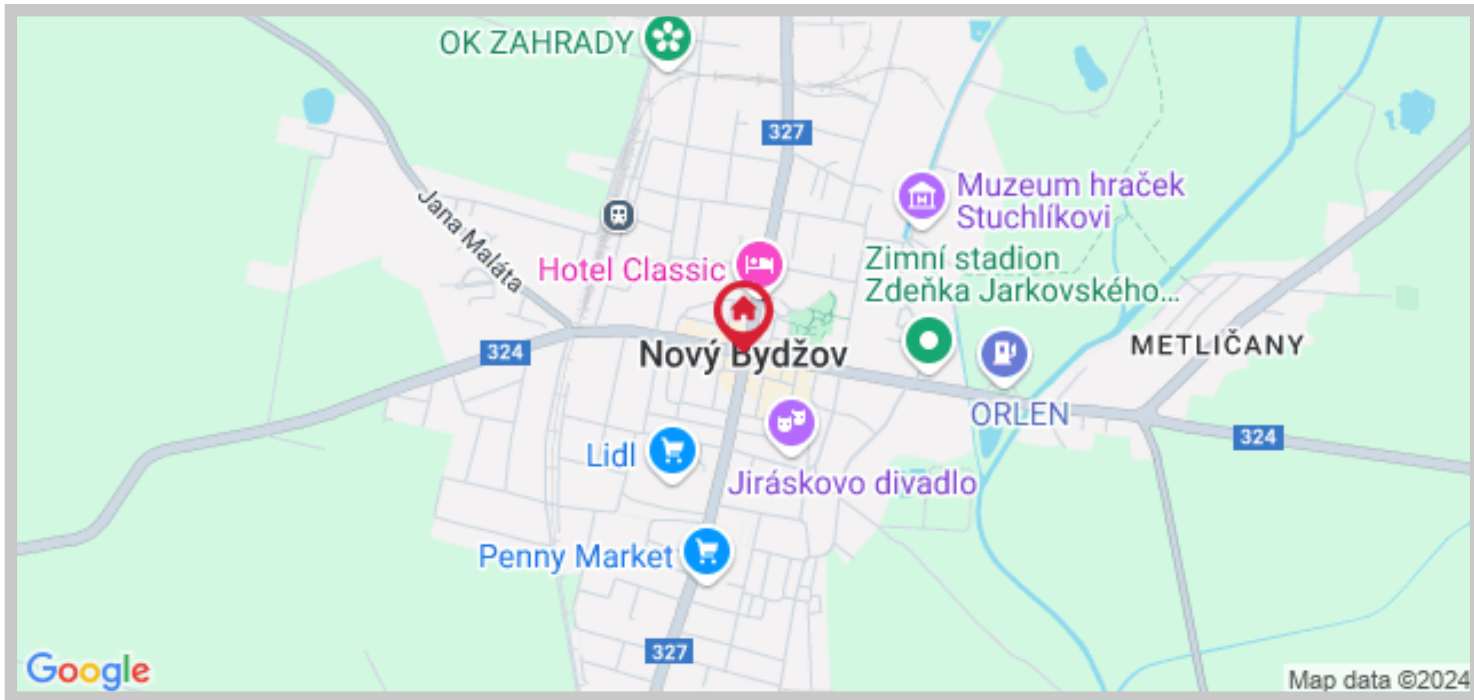 OK ZAHRADY
327
Muzeum hraček
Stuchlíkovi
Jana Maláta
Hotel Classic
Zimní stadion
Zdeňka Jarkovského...
324
Nový Bydžov
METLIČANY
ORLEN
324
Lidl
Jiráskovo divadlo
Penny Market
327
Google
Map data ©2024